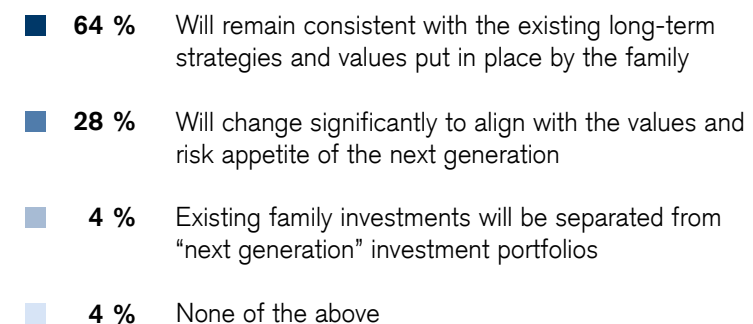 64 % Will remain consistent with the existing long-term
strategies and values put in place by the family
28 % Will change significantly to align with the values and
risk appetite of the next generation
4 % Existing family investments will be separated from
“next generation” investment portfolios
4 % None of the above